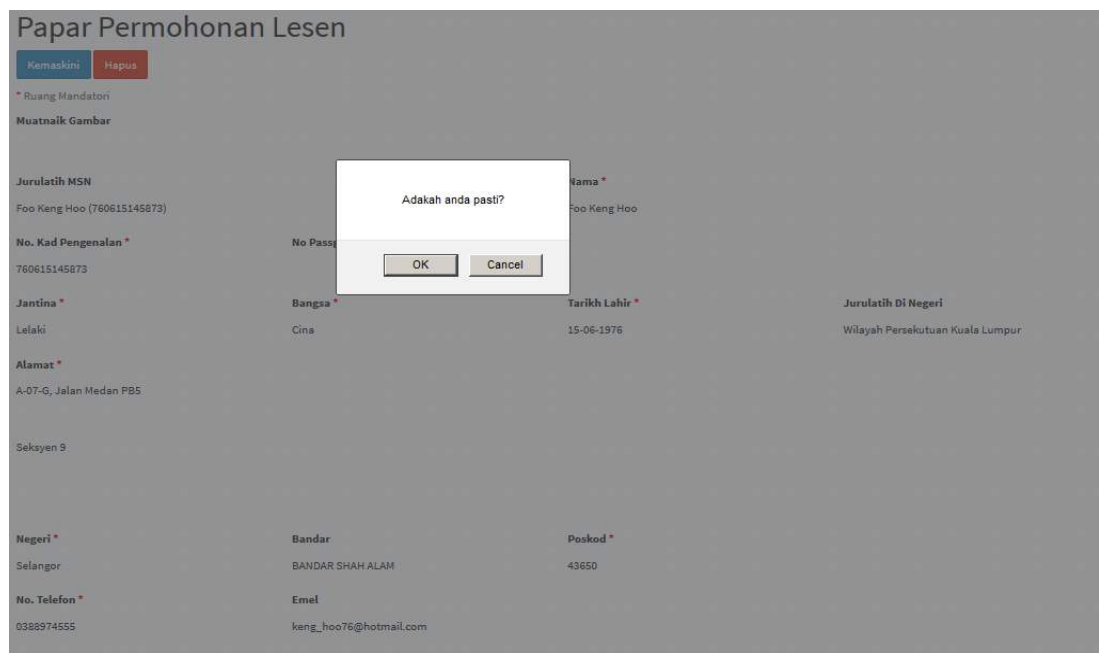 Papar Permohonan Lesen
Kemaskini Hapus
* Ruang Mandatori
Muatnaik Gambar
Jurulatih MSN Nama *
Foo Keng Hoo (760615145873) Foo Keng Hoo
Adakah anda pasti?
OK Cancel
No. Kad Pengenalan * No
760615145873
Jantina * Bangsa * Tarikh Lahir * Jurulatih Di Negeri
Lelaki Cina 15-06-1976 Wilayah Persekutuan Kuala Lumpur
Alamat *
A-07-G, Jalan Medan PB5
Seksyen 9
Negeri * Bandar Poskod *
Selangor BANDAR SHAH ALAM 43650
No. Telefon * Emel
0388974555 keng_hoo76@hotmail.com